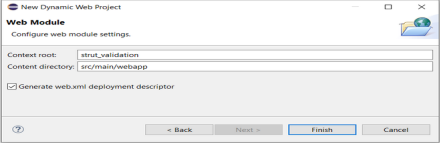 New Dynamic Web Project
Web Module
Configure web module settings.
Context root: strut_validation
Content directory: src/main/webapp
Generate web.xml deployment descriptor
? < Back Next > Finish Cancel